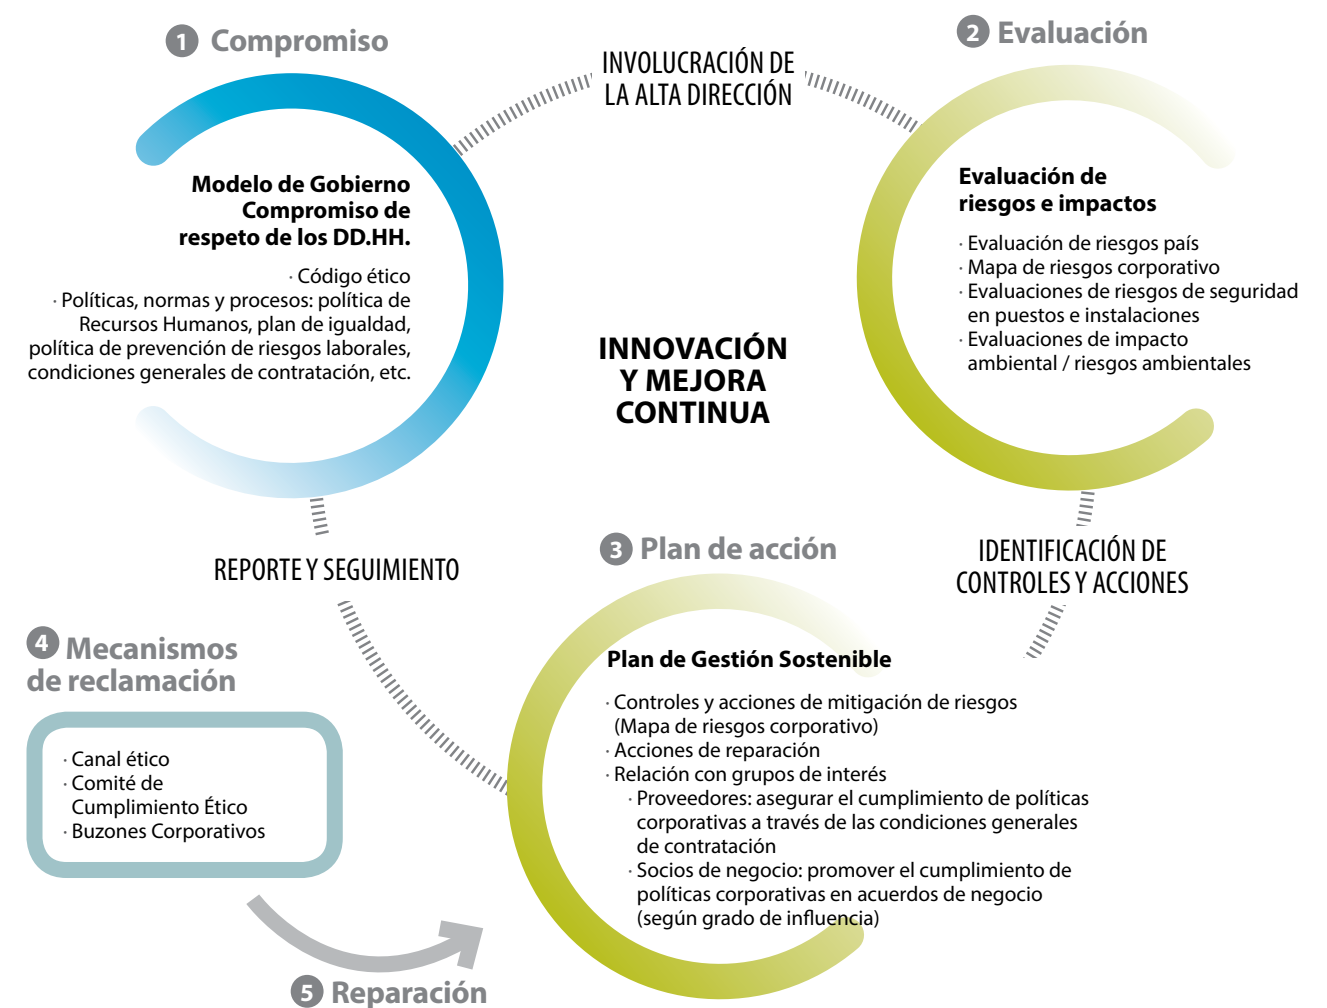 1 Compromiso
Modelo de Gobierno
Compromiso de
respeto de los DD.HH.
· Código ético
· Políticas, normas y procesos: política de
Recursos Humanos, plan de igualdad,
política de prevención de riesgos laborales,
condiciones generales de contratación, etc.
INVOLUCRACIÓN DE
LA ALTA DIRECCIÓN
2 Evaluación
Evaluación de
riesgos e impactos
· Evaluación de riesgos país
· Mapa de riesgos corporativo
· Evaluaciones de riesgos de seguridad
en puestos e instalaciones
· Evaluaciones de impacto
ambiental / riesgos ambientales
INNOVACIÓN
Y MEJORA
CONTINUA
IDENTIFICACIÓN DE
CONTROLES Y ACCIONES
3 Plan de acción
Plan de Gestión Sostenible
· Controles y acciones de mitigación de riesgos
(Mapa de riesgos corporativo)
· Acciones de reparación
· Relación con grupos de interés
· Proveedores: asegurar el cumplimiento de políticas
corporativas a través de las condiciones generales
de contratación
· Socios de negocio: promover el cumplimiento de
políticas corporativas en acuerdos de negocio
(según grado de influencia)
REPORTE Y SEGUIMIENTO
4 Mecanismos
de reclamación
· Canal ético
· Comité de
Cumplimiento Ético
· Buzones Corporativos
5 Reparación